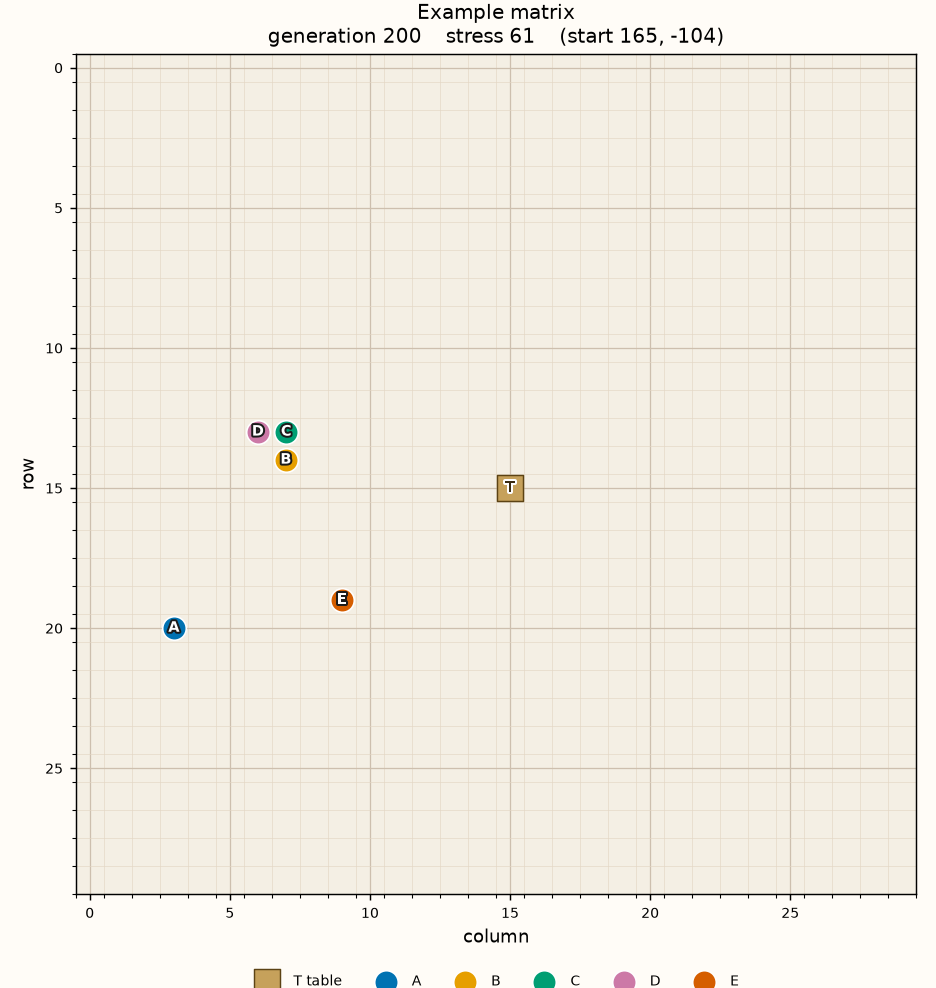 Example matrix
generation 200    stress 61    (start 165, -104)
0
5
10
15
20
25
row
D C
B
T
E
A
0 5 10 15 20 25
column
T table A B C D E